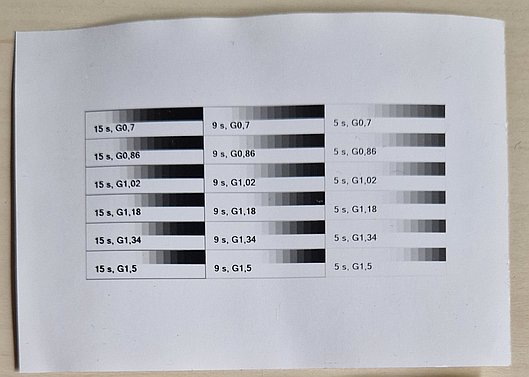 15 s, G0,7 9 s, G0,7 5 s, G0,7
15 s, G0,86 9 s, G0,86 5 s, G0,86
15 s, G1,02 9 s, G1,02 5 s, G1,02
15 s, G1,18 9 s, G1,18 5 s, G1,18
15 s, G1,34 9 s, G1,34 5 s, G1,34
15 s, G1,5 9 s, G1,5 5 s, G1,5